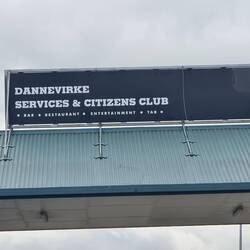 DANNEVIRKE
SERVICES & CITIZENS CLUB
★ BAR ★ RESTAURANT ★ ENTERTAINMENT ★ TAB ★